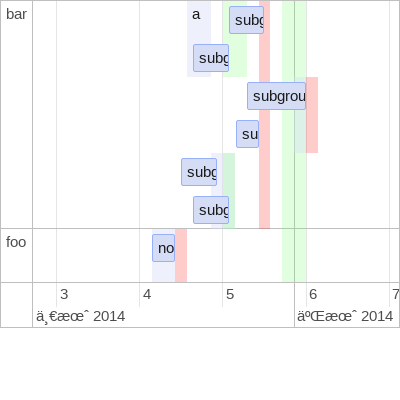 bar
a
subg
subg
subgrou
su
subg
subg
foo
no
3 4 5 6 7
ä¸€æœˆ 2014 äºŒæœˆ 2014